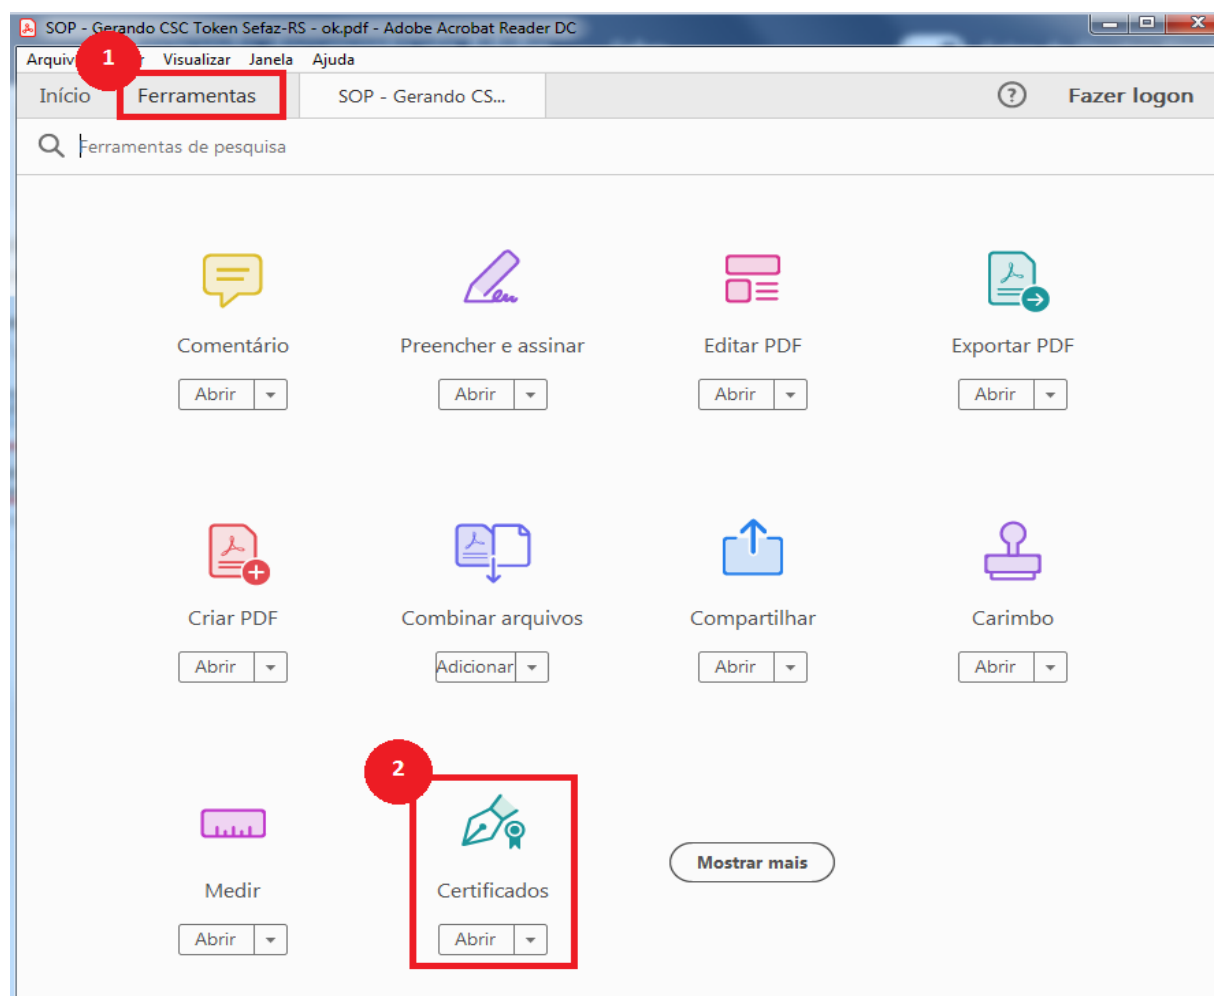 SOP - Gerando CSC Token Sefaz-RS - ok.pdf - Adobe Acrobat Reader DC
1
Visualizar Janela Ajuda
Início Ferramentas SOP - Gerando CS... ? Fazer logon
Ferramentas de pesquisa
Comentário Preencher e assinar Editar PDF Exportar PDF
Abrir Abrir Abrir Abrir
Criar PDF Combinar arquivos Compartilhar Carimbo
Abrir Adicionar Abrir Abrir
2
Mostrar mais
Medir Certificados
Abrir Abrir